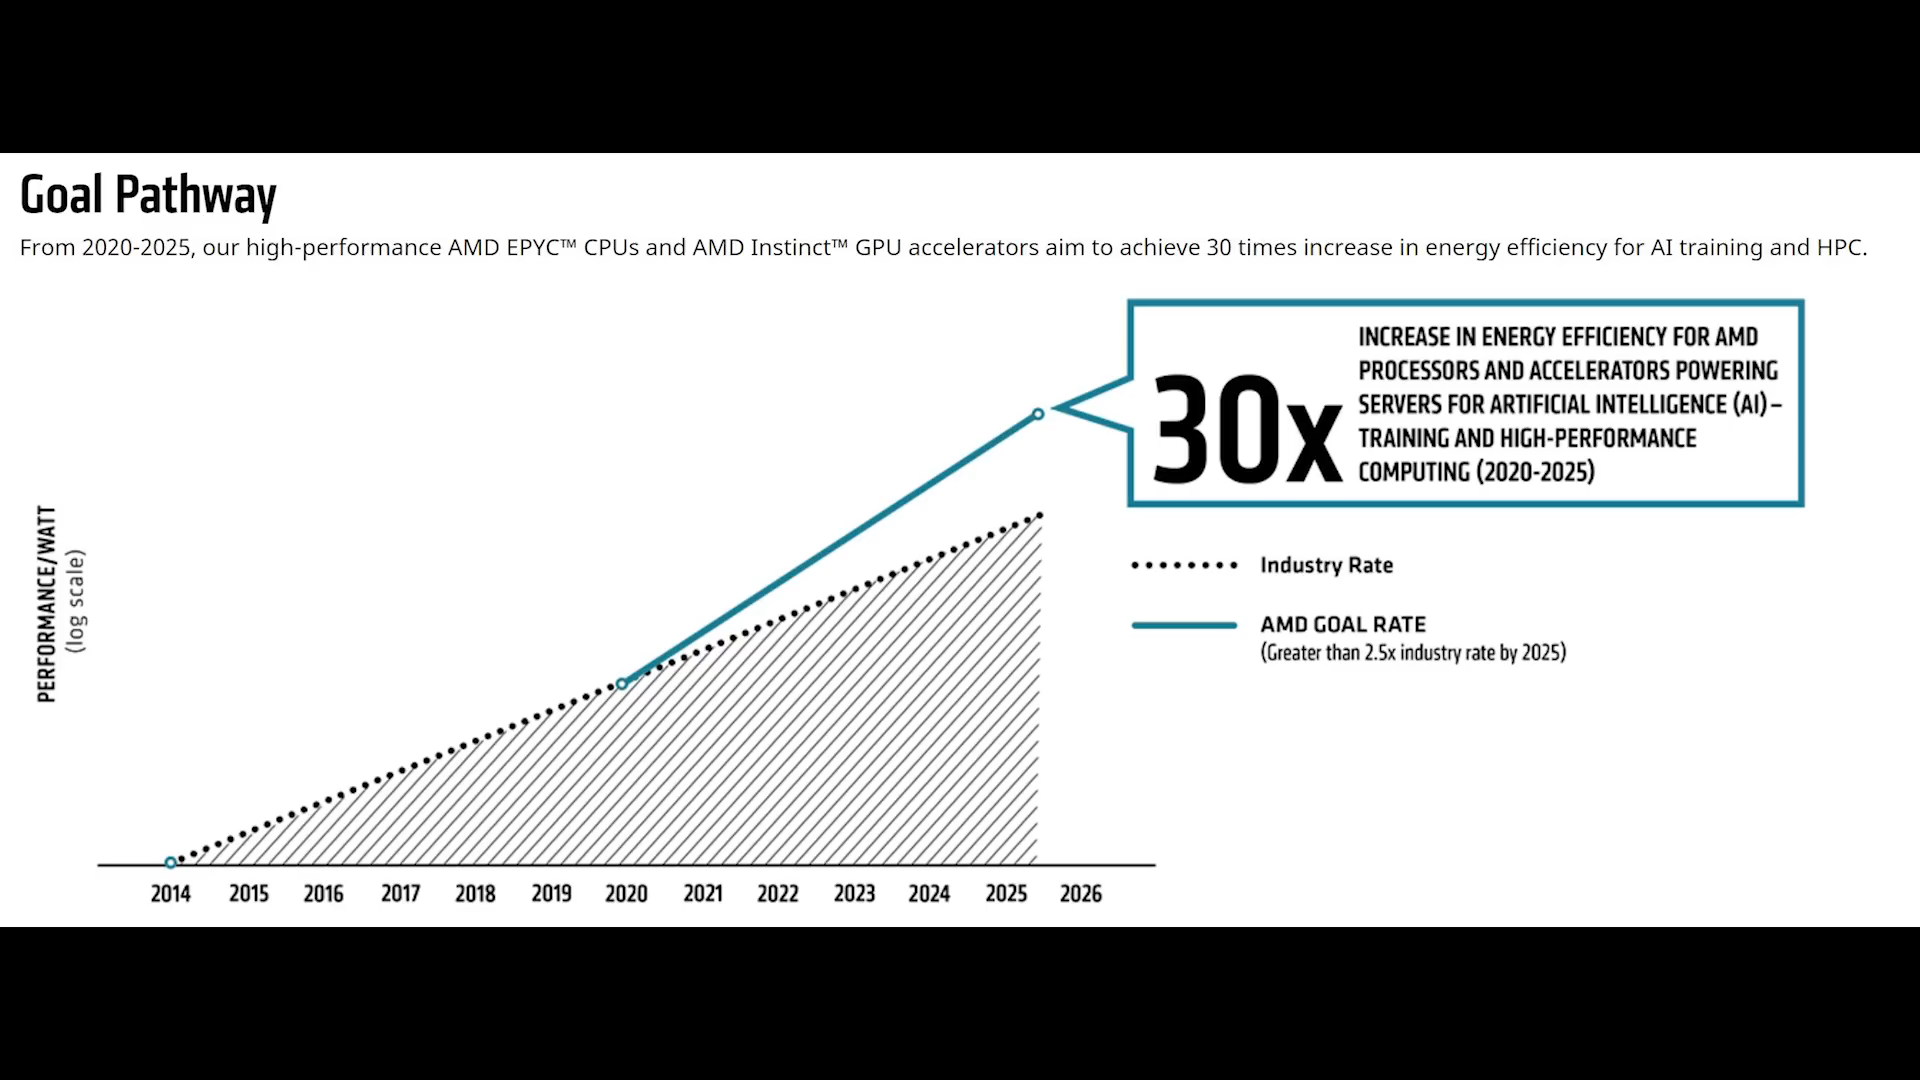 Goal Pathway
From 2020-2025, our high-performance AMD EPYC™ CPUs and AMD Instinct™ GPU accelerators aim to achieve 30 times increase in energy efficiency for AI training and HPC.
30x
INCREASE IN ENERGY EFFICIENCY FOR AMD
PROCESSORS AND ACCELERATORS POWERING
SERVERS FOR ARTIFICIAL INTELLIGENCE (AI)–
TRAINING AND HIGH-PERFORMANCE
COMPUTING (2020-2025)
Industry Rate
AMD GOAL RATE
(Greater than 2.5x industry rate by 2025)
PERFORMANCE/WATT
(log scale)
2014 2015 2016 2017 2018 2019 2020 2021 2022 2023 2024 2025 2026